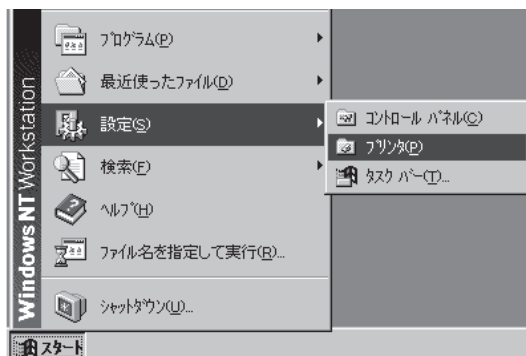 Windows NT Workstation
プログラム(P)
最近使ったファイル(D)
設定(S)
検索(F)
ヘルプ(H)
ファイル名を指定して実行(R)...
シャットダウン(U)...
コントロール パネル(C)
プリンタ(P)
タスク バー(T)...
スタート